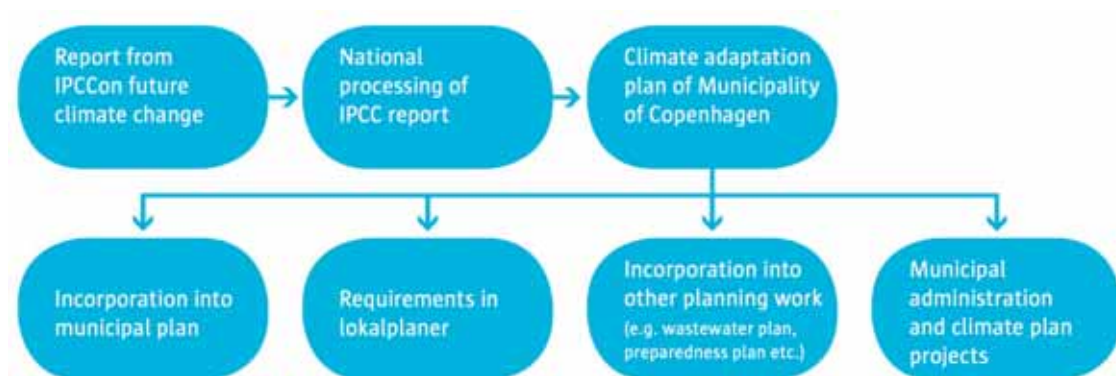 Report from
IPCCon future
climate change
National
processing of
IPCC report
Climate adaptation
plan of Municipality
of Copenhagen
Incorporation into
municipal plan
Requirements in
lokalplaner
Incorporation into
other planning work
(e.g. wastewater plan,
preparedness plan etc.)
Municipal
administration
and climate plan
projects